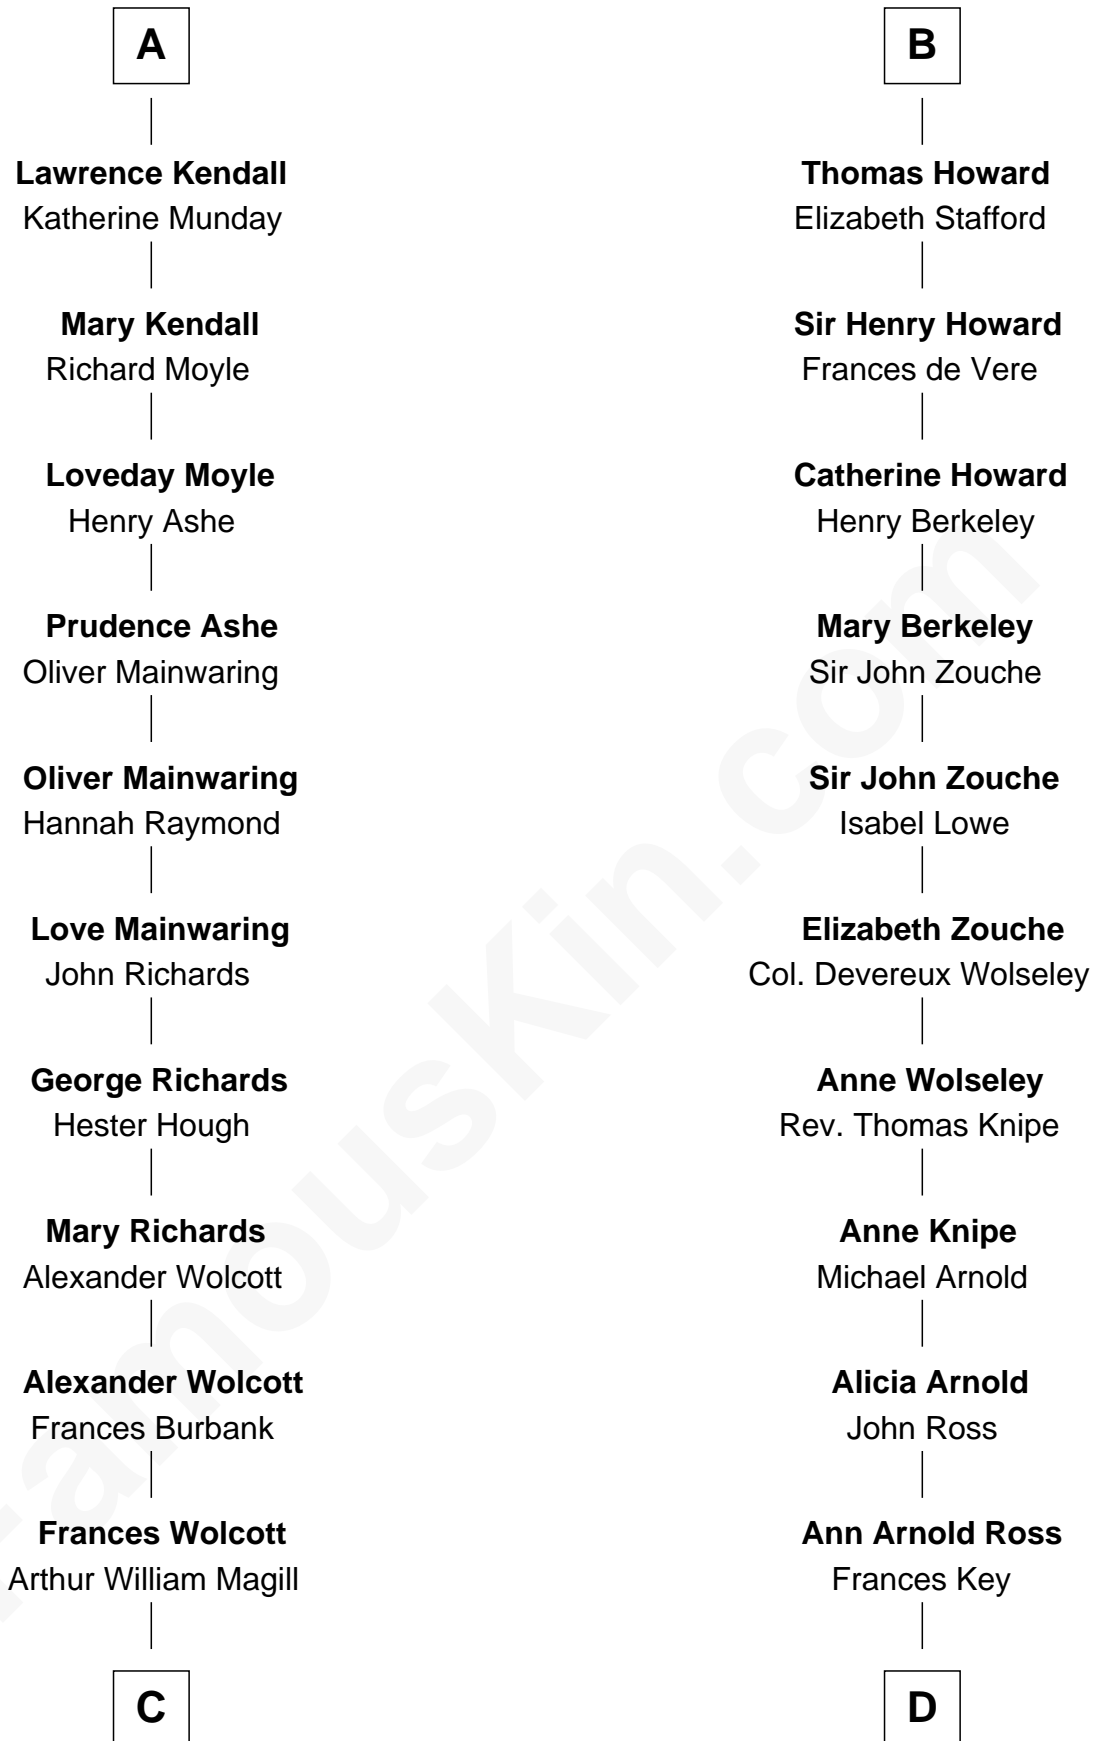 A
Lawrence Kendall
Katherine Munday
Mary Kendall
Richard Moyle
Loveday Moyle
Henry Ashe
Prudence Ashe
Oliver Mainwaring
Oliver Mainwaring
Hannah Raymond
Love Mainwaring
John Richards
George Richards
Hester Hough
Mary Richards
Alexander Wolcott
Alexander Wolcott
Frances Burbank
Frances Wolcott
Arthur William Magill
C
B
Thomas Howard
Elizabeth Stafford
Sir Henry Howard
Frances de Vere
Catherine Howard
Henry Berkeley
Mary Berkeley
Sir John Zouche
Sir John Zouche
Isabel Lowe
Elizabeth Zouche
Col. Devereux Wolseley
Anne Wolseley
Rev. Thomas Knipe
Anne Knipe
Michael Arnold
Alicia Arnold
John Ross
Ann Arnold Ross
Frances Key
D
FamousKin.com